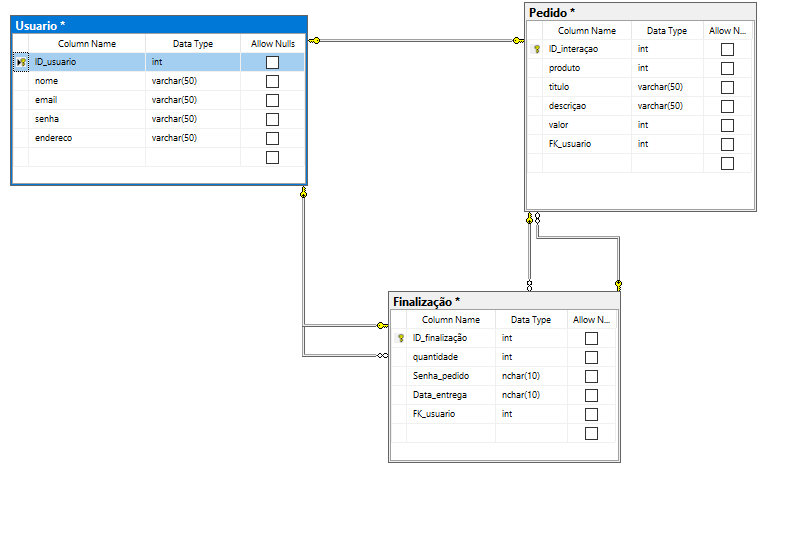 Usuario *
Column Name Data Type Allow Nulls
ID_usuario int
nome varchar(50)
email varchar(50)
senha varchar(50)
endereco varchar(50)
Pedido *
Column Name Data Type Allow N...
ID_interaçao int
produto int
titulo varchar(50)
descriçao varchar(50)
valor int
FK_usuario int
Finalização *
Column Name Data Type Allow N...
ID_finalização int
quantidade int
Senha_pedido nchar(10)
Data_entrega nchar(10)
FK_usuario int